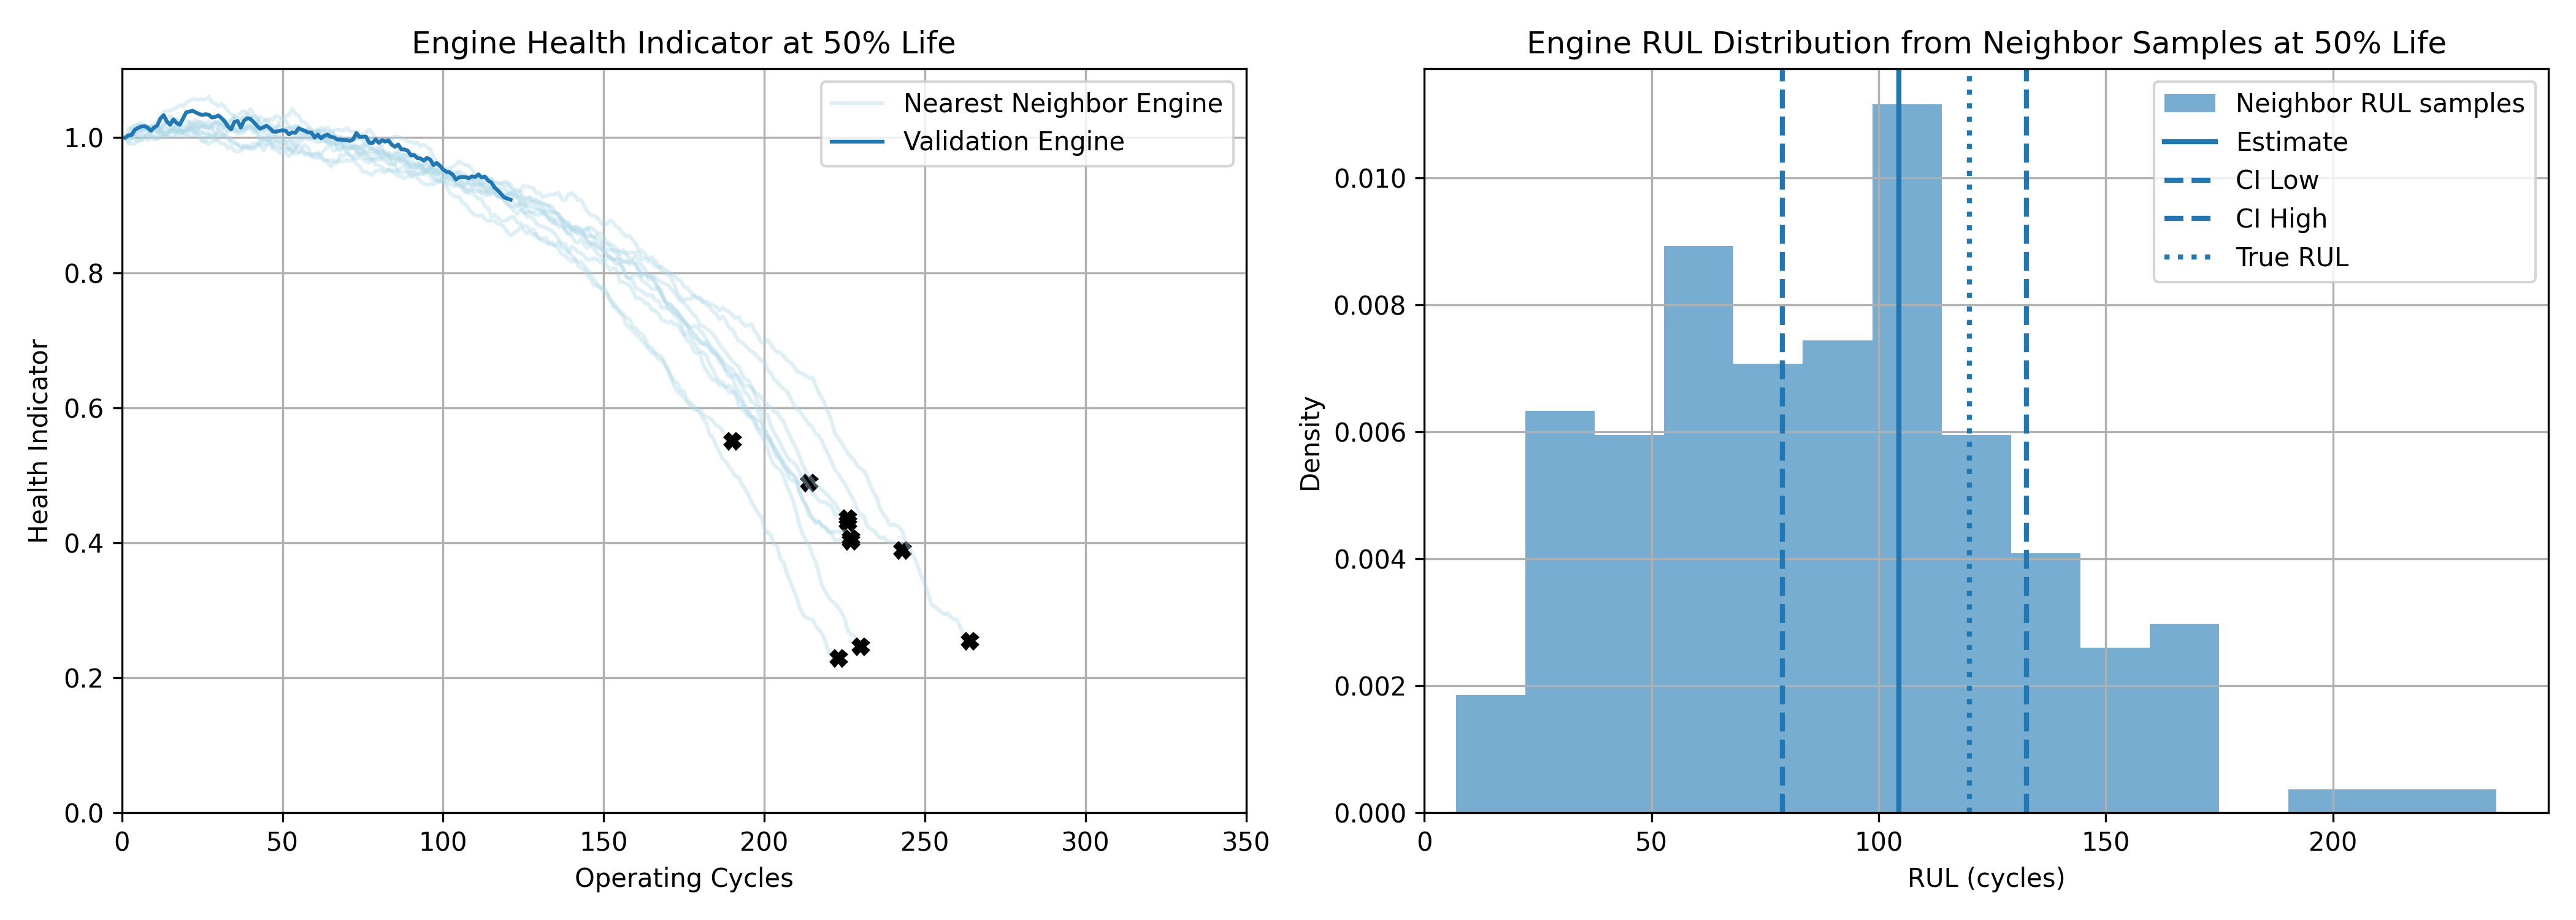 Engine Health Indicator at 50% Life
Health Indicator
1.0
0.8
0.6
0.4
0.2
0.0
0 50 100 150 200 250 300 350
Operating Cycles
Nearest Neighbor Engine
Validation Engine
Engine RUL Distribution from Neighbor Samples at 50% Life
Density
0.010
0.008
0.006
0.004
0.002
0.000
0 50 100 150 200
RUL (cycles)
Neighbor RUL samples
Estimate
CI Low
CI High
True RUL